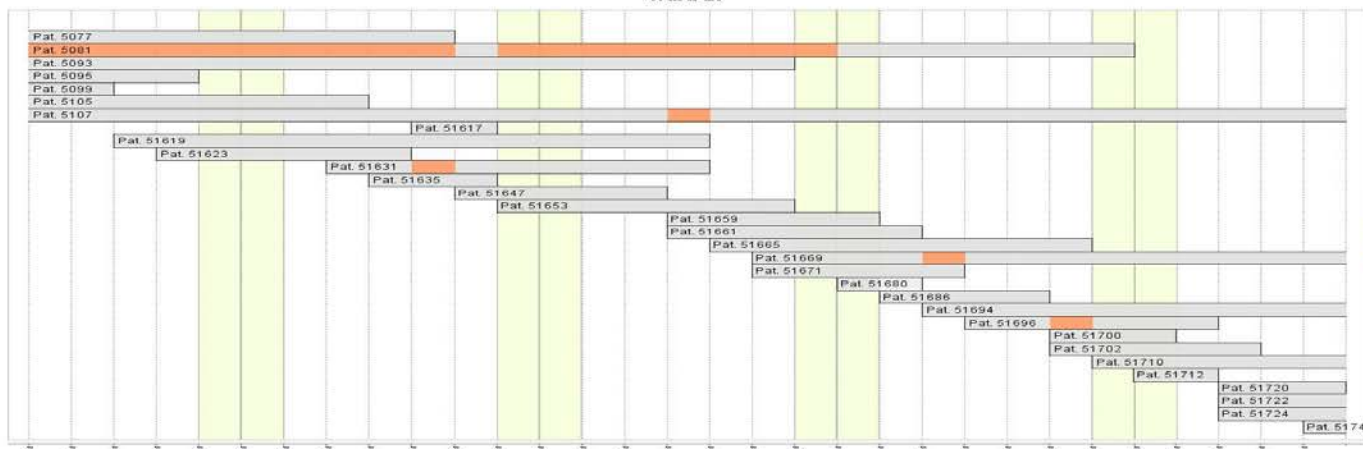 Pat. 5077
Pat. 5081
Pat. 5093
Pat. 5095
Pat. 5099
Pat. 5105
Pat. 5107
Pat. 51617
Pat. 51619
Pat. 51623
Pat. 51631
Pat. 51635
Pat. 51647
Pat. 51653
Pat. 51659
Pat. 51661
Pat. 51665
Pat. 51669
Pat. 51671
Pat. 51680
Pat. 51686
Pat. 51694
Pat. 51696
Pat. 51700
Pat. 51702
Pat. 51710
Pat. 51712
Pat. 51720
Pat. 51722
Pat. 51724
Pat. 5174